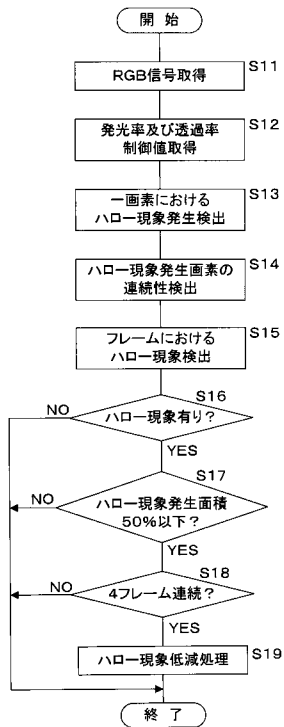 開 始
RGB信号取得
S11
発光率及び透過率
制御値取得
S12
一画素における
ハロー現象発生検出
S13
ハロー現象発生画素の
連続性検出
S14
フレームにおける
ハロー現象検出
S15
S16
ハロー現象有り?
NO
YES
S17
ハロー現象発生面積
50%以下?
NO
YES
S18
4フレーム連続?
NO
YES
ハロー現象低減処理
S19
終 了